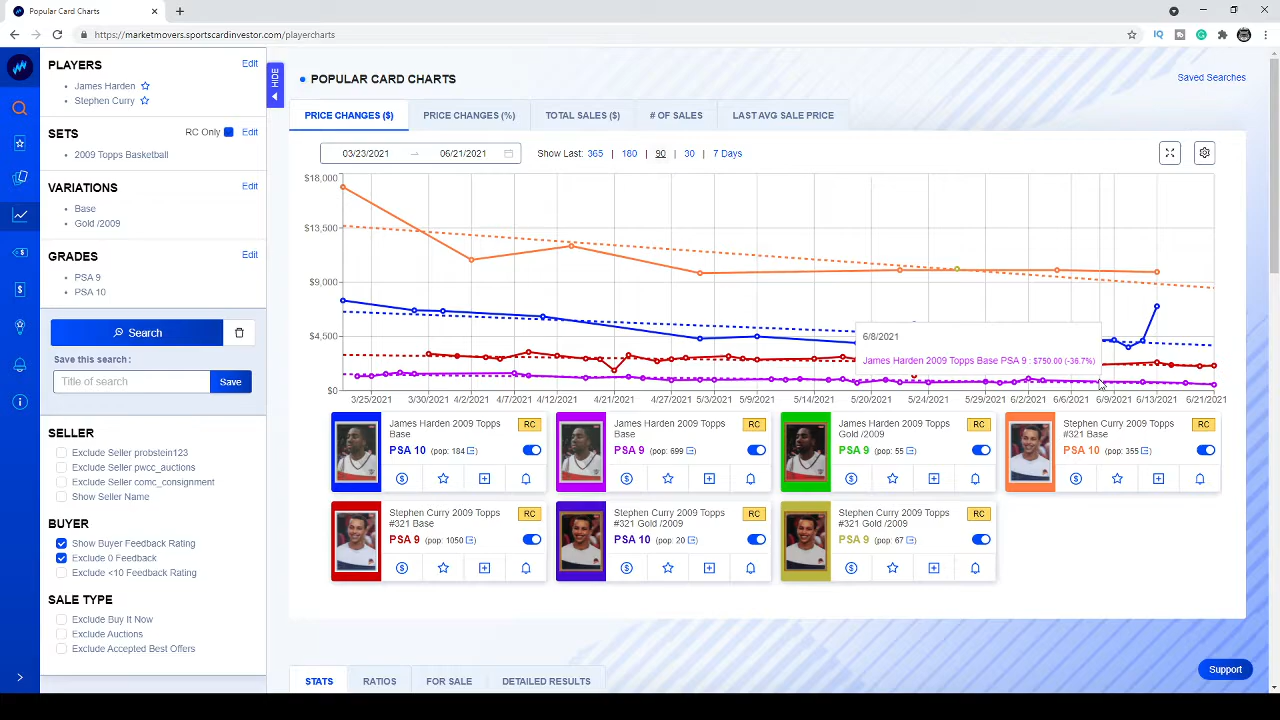 Popular Card Charts
https://marketmovers.sportscardinvestor.com/playercharts
PLAYERS
Edit
James Harden
Stephen Curry
SETS
RC Only
Edit
2009 Topps Basketball
VARIATIONS
Edit
Base
Gold /2009
GRADES
Edit
PSA 9
PSA 10
Search
Save this search:
Title of search
Save
SELLER
Exclude Seller probstein123
Exclude Seller pwcc_auctions
Exclude Seller comc_consignment
Show Seller Name
BUYER
Show Buyer Feedback Rating
Exclude 0 Feedback
Exclude <10 Feedback Rating
SALE TYPE
Exclude Buy It Now
Exclude Auctions
Exclude Accepted Best Offers
HIDE
POPULAR CARD CHARTS
Saved Searches
PRICE CHANGES ($)
PRICE CHANGES (%)
TOTAL SALES ($)
# OF SALES
LAST AVG SALE PRICE
03/23/2021
06/21/2021
Show Last: 365 | 180 | 90 | 30 | 7 Days
$18,000
$13,500
$9,000
$4,500
$0
6/8/2021
James Harden 2009 Topps Base PSA 9 : $750.00 (-36.7%)
3/25/2021 3/30/2021 4/2/2021 4/7/2021 4/12/2021 4/21/2021 4/27/2021 5/3/2021 5/9/2021 5/14/2021 5/20/2021 5/24/2021 5/29/2021 6/2/2021 6/6/2021 6/9/2021 6/13/2021 6/21/2021
James Harden 2009 Topps
Base
RC
PSA 10 (pop: 184)
James Harden 2009 Topps
Base
RC
PSA 9 (pop: 699)
James Harden 2009 Topps
Gold /2009
RC
PSA 9 (pop: 55)
Stephen Curry 2009 Topps
#321 Base
RC
PSA 10 (pop: 355)
Stephen Curry 2009 Topps
#321 Base
RC
PSA 9 (pop: 1050)
Stephen Curry 2009 Topps
#321 Gold /2009
RC
PSA 10 (pop: 20)
Stephen Curry 2009 Topps
#321 Gold /2009
RC
PSA 9 (pop: 67)
STATS
RATIOS
FOR SALE
DETAILED RESULTS
Support